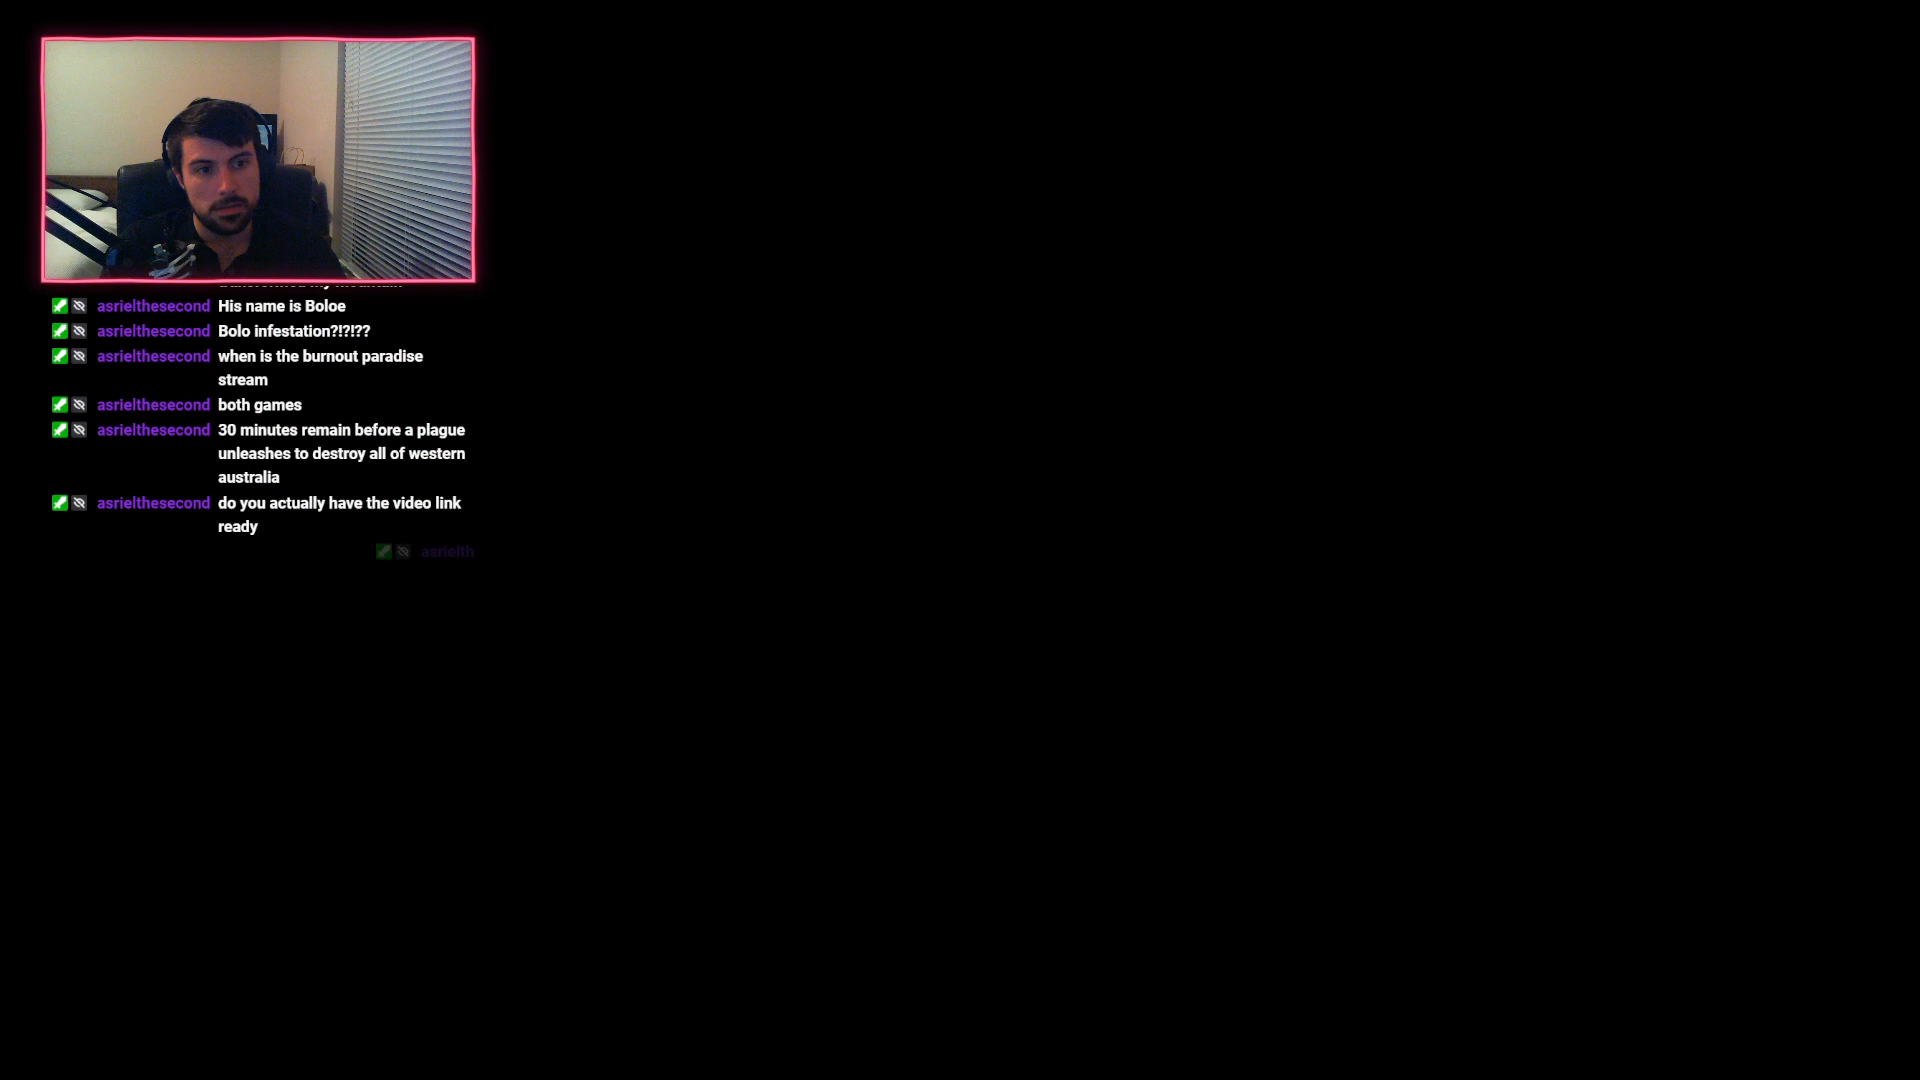 asrielthesecond His name is Boloe
asrielthesecond Bolo infestation?!?!??
asrielthesecond when is the burnout paradise
stream
asrielthesecond both games
asrielthesecond 30 minutes remain before a plague
unleashes to destroy all of western
australia
asrielthesecond do you actually have the video link
ready
asrielth